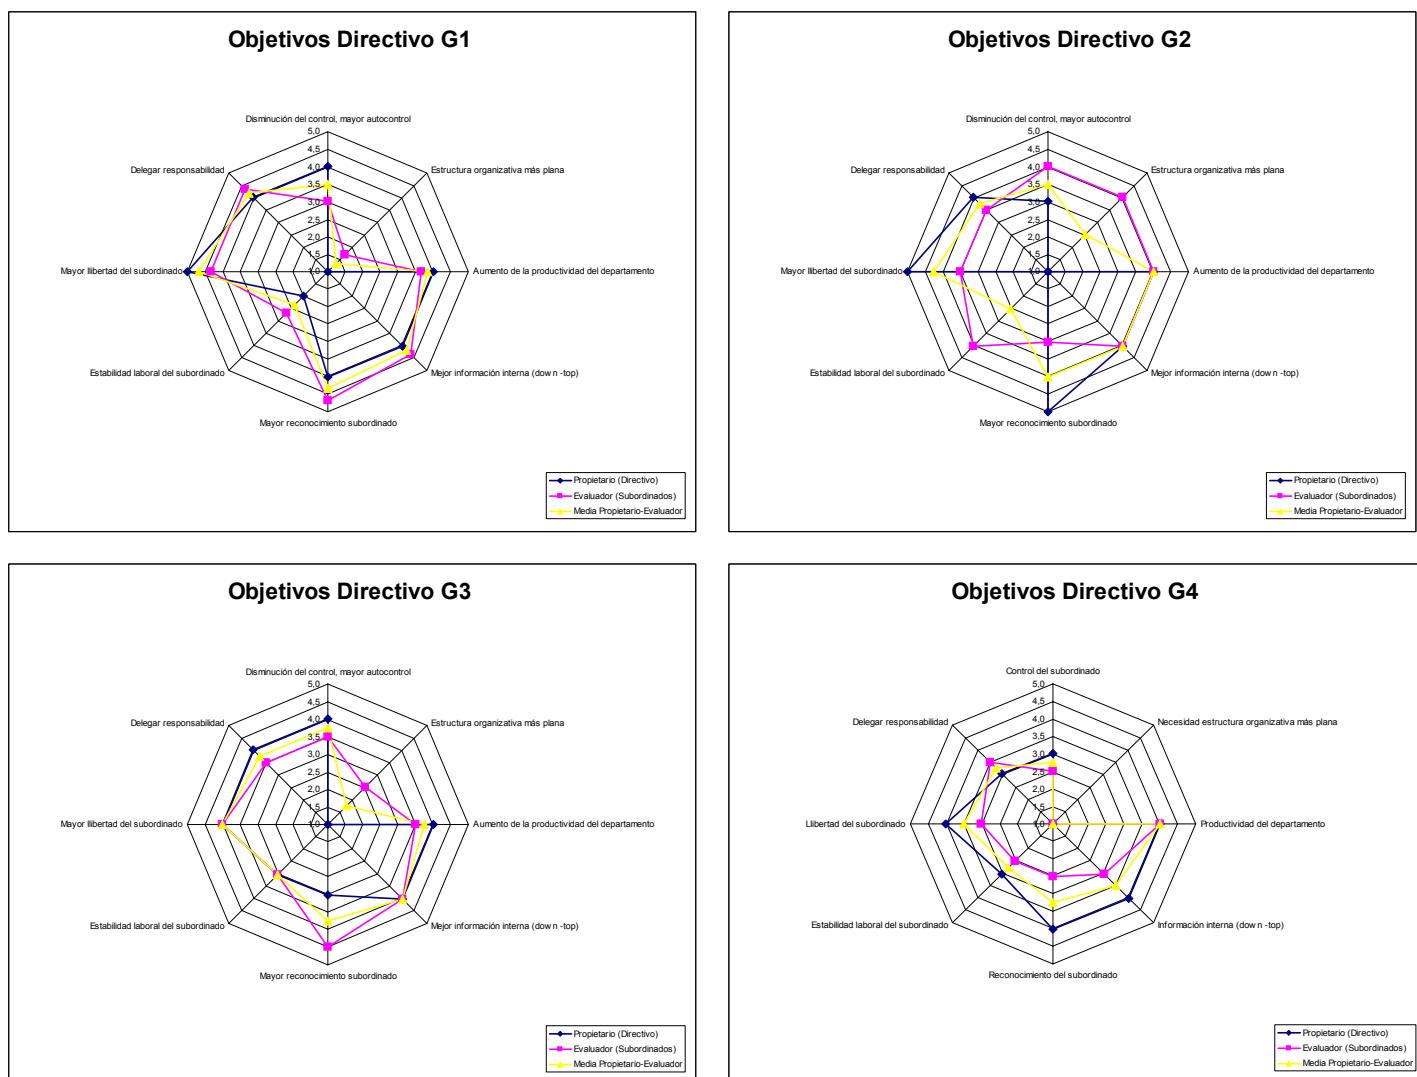 Objetivos Directivo G1
Disminución del control, mayor autocontrol
5,0
4,5
4,0
3,5
3,0
2,5
2,0
1,5
1,0
Delegar responsabilidad
Estructura organizativa más plana
Mayor llibertad del subordinado
Aumento de la productividad del departamento
Estabilidad laboral del subordinado
Mejor información interna (down -top)
Mayor reconocimiento subordinado
Propietario (Directivo)
Evaluador (Subordinados)
Media Propietario-Evaluador
Objetivos Directivo G2
Disminución del control, mayor autocontrol
5,0
4,5
4,0
3,5
3,0
2,5
2,0
1,5
1,0
Delegar responsabilidad
Estructura organizativa más plana
Mayor llibertad del subordinado
Aumento de la productividad del departamento
Estabilidad laboral del subordinado
Mejor información interna (down -top)
Mayor reconocimiento subordinado
Propietario (Directivo)
Evaluador (Subordinados)
Media Propietario-Evaluador
Objetivos Directivo G3
Disminución del control, mayor autocontrol
5,0
4,5
4,0
3,5
3,0
2,5
2,0
1,5
1,0
Delegar responsabilidad
Estructura organizativa más plana
Mayor llibertad del subordinado
Aumento de la productividad del departamento
Estabilidad laboral del subordinado
Mejor información interna (down -top)
Mayor reconocimiento subordinado
Propietario (Directivo)
Evaluador (Subordinados)
Media Propietario-Evaluador
Objetivos Directivo G4
Control del subordinado
5,0
4,5
4,0
3,5
3,0
2,5
2,0
1,5
1,0
Delegar responsabilidad
Necesidad estructura organizativa más plana
Llibertad del subordinado
Productividad del departamento
Estabilidad laboral del subordinado
Información interna (down -top)
Reconocimiento del subordinado
Propietario (Directivo)
Evaluador (Subordinados)
Media Propietario-Evaluador